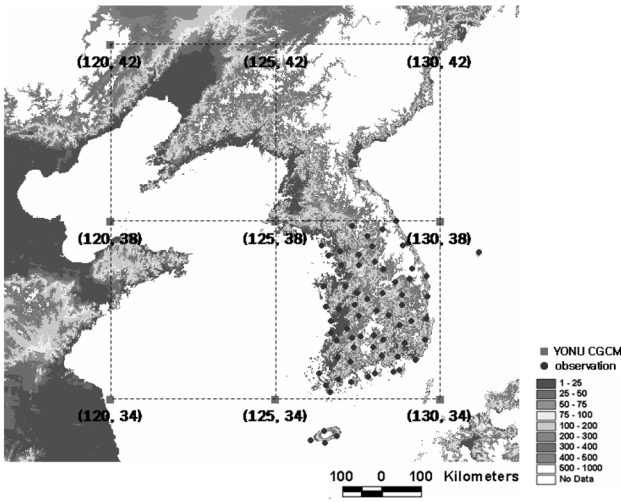 (120, 42) (125, 42) (130, 42)
(120, 38) (125, 38) (130, 38)
(120, 34) (125, 34) (130, 34)
YONU CGCM
observation
1 - 25
25 - 50
50 - 75
75 - 100
100 - 200
200 - 300
300 - 400
400 - 500
500 - 1000
No Data
100 0 100 Kilometers